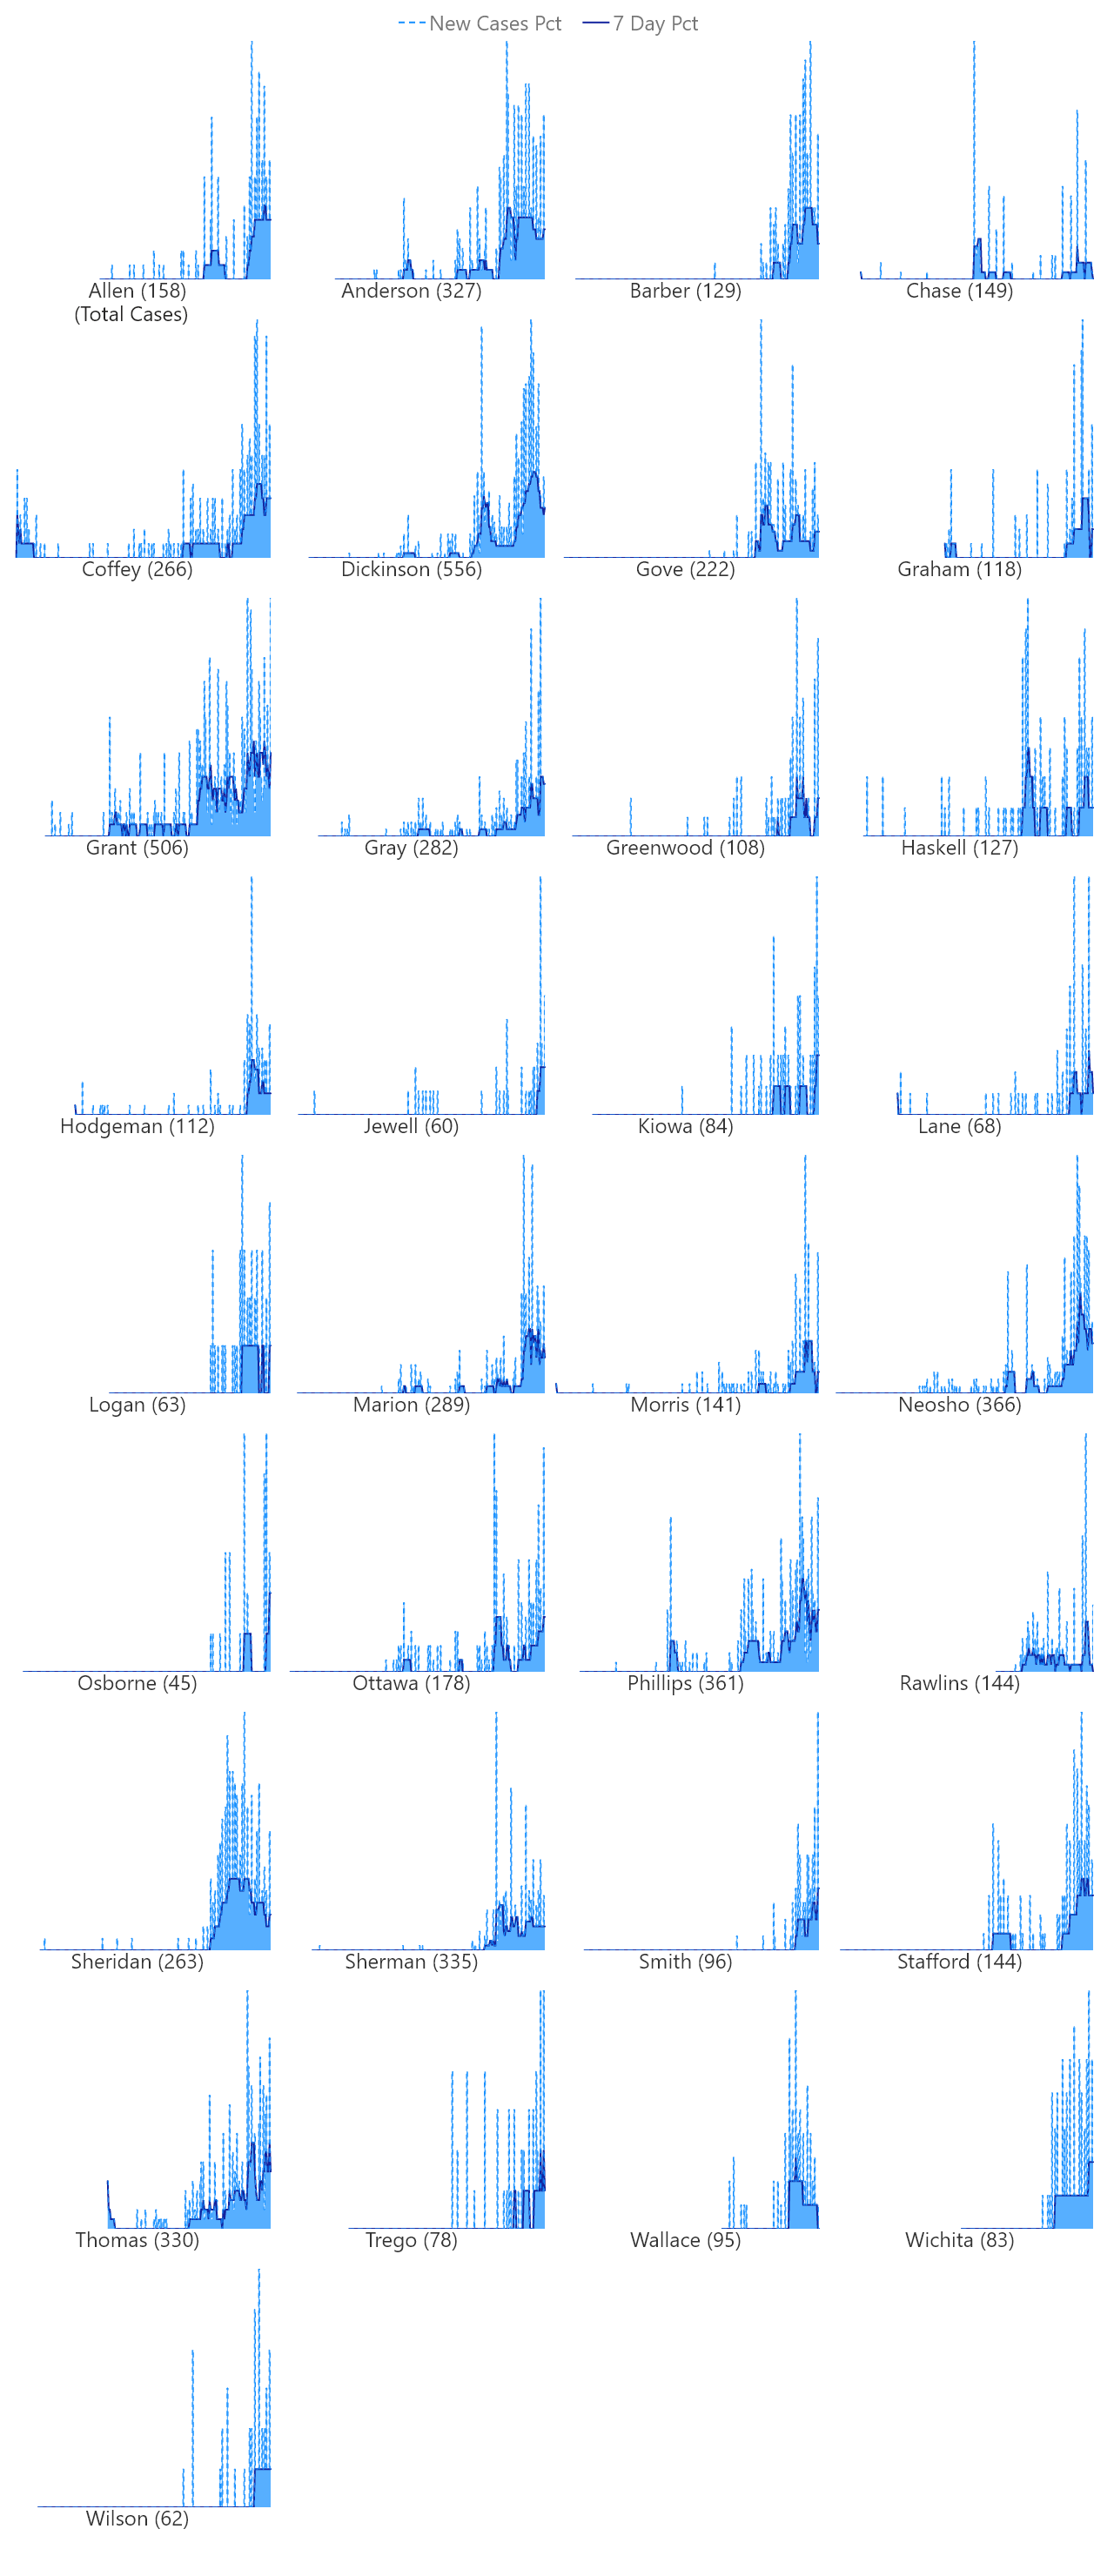 New Cases Pct 7 Day Pct
Allen (158) Anderson (327) Barber (129) Chase (149)
(Total Cases)
Coffey (266) Dickinson (556) Gove (222) Graham (118)
Grant (506) Gray (282) Greenwood (108) Haskell (127)
Hodgeman (112) Jewell (60) Kiowa (84) Lane (68)
Logan (63) Marion (289) Morris (141) Neosho (366)
Osborne (45) Ottawa (178) Phillips (361) Rawlins (144)
Sheridan (263) Sherman (335) Smith (96) Stafford (144)
Thomas (330) Trego (78) Wallace (95) Wichita (83)
Wilson (62)